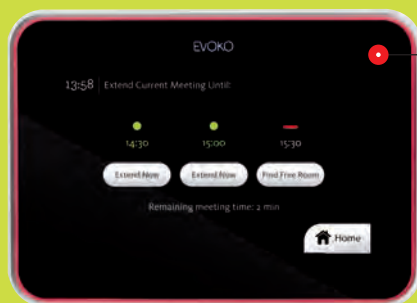 EVOKO
13:58 Extend Current Meeting Until:
14:30 15:00 15:30
Extend Now Extend Now Find Free Room
Remaining meeting time: 2 min
Home